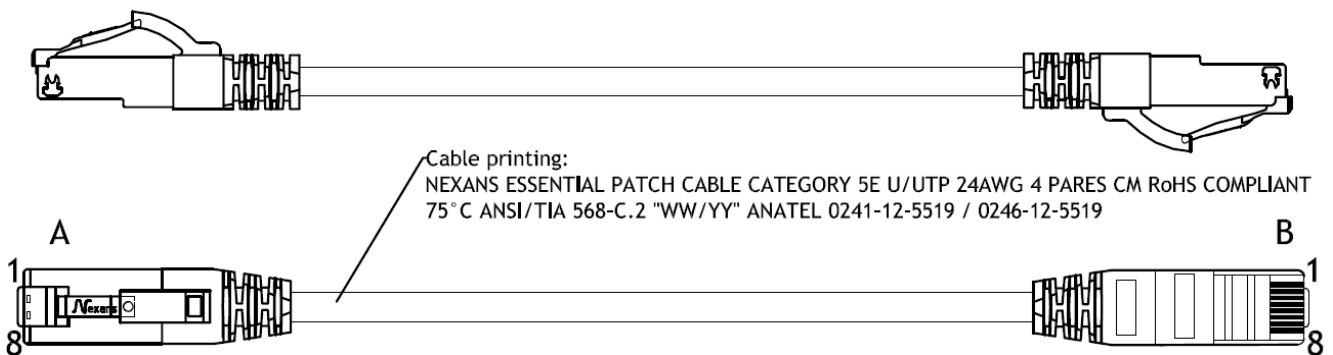 Cable printing:
NEXANS ESSENTIAL PATCH CABLE CATEGORY 5E U/UTP 24AWG 4 PARES CM RoHS COMPLIANT
75°C ANSI/TIA 568-C.2 "WW/YY" ANATEL 0241-12-5519 / 0246-12-5519
A
B
1
1
Nexans
8
8